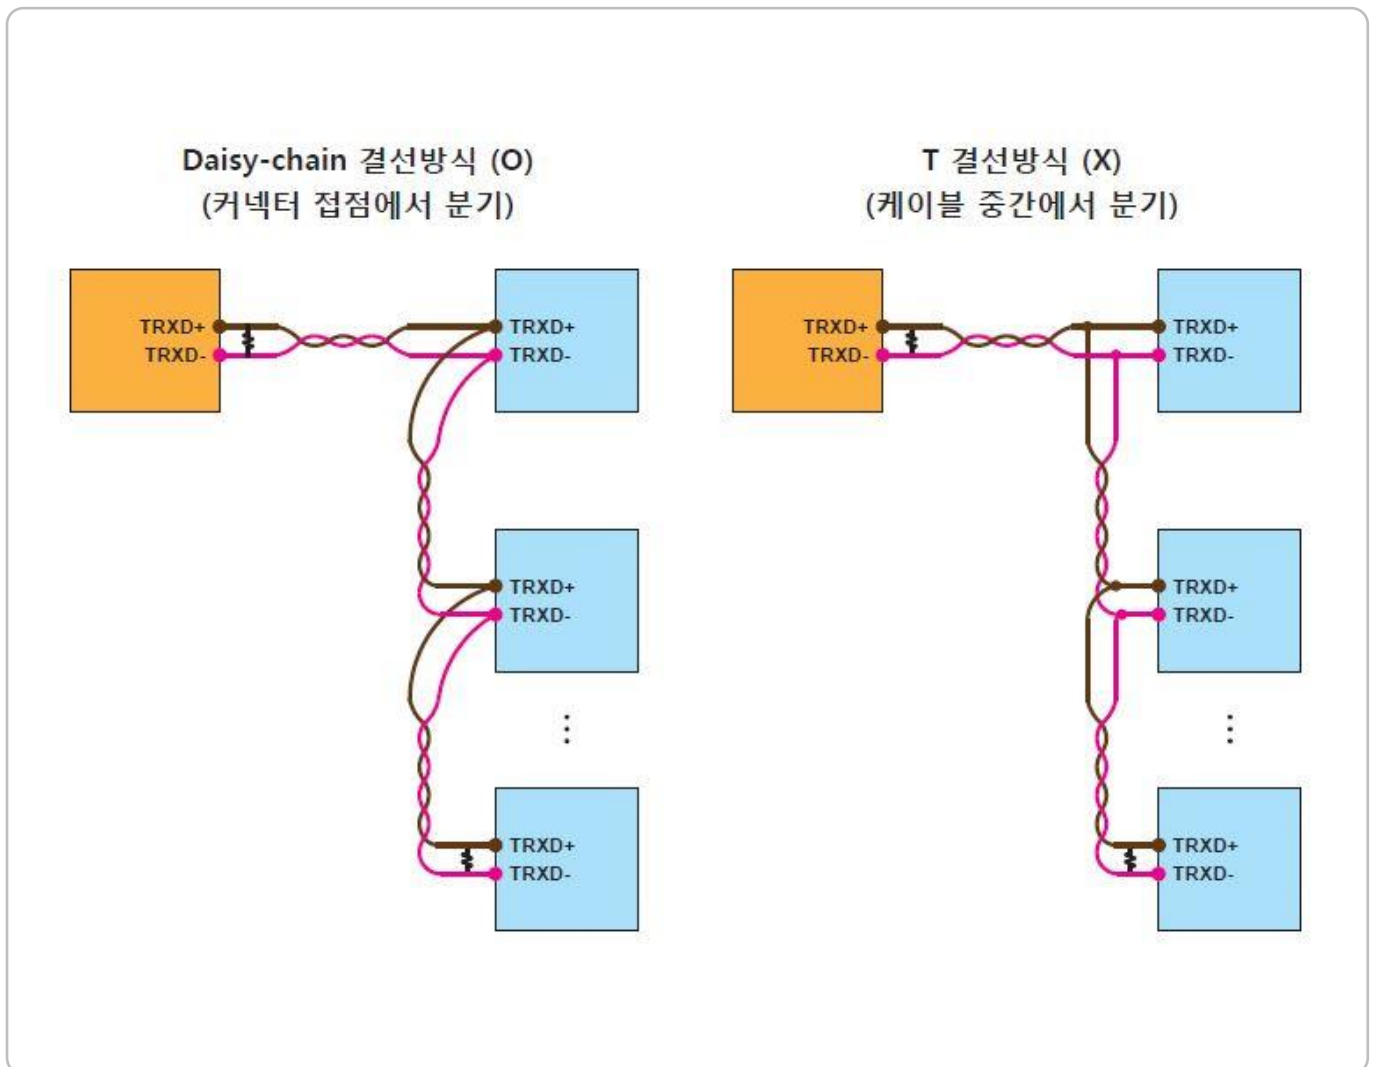 Daisy-chain 결선방식 (O)
(커넥터 접점에서 분기)
TRXD+
TRXD-
TRXD+
TRXD-
TRXD+
TRXD-
TRXD+
TRXD-
T 결선방식 (X)
(케이블 중간에서 분기)
TRXD+
TRXD-
TRXD+
TRXD-
TRXD+
TRXD-
TRXD+
TRXD-